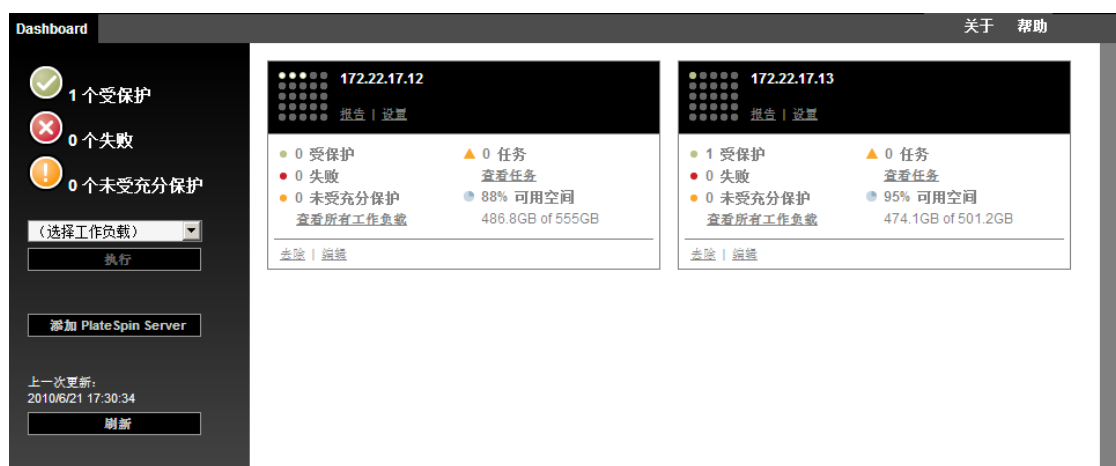 Dashboard
关于 帮助
1 个受保护
0 个失败
0 个未受充分保护
（选择工作负载）
执行
添加 PlateSpin Server
上一次更新:
2010/6/21 17:30:34
刷新
172.22.17.12
报告 | 设置
0 受保护
0 失败
0 未受充分保护
查看所有工作负载
0 任务
查看任务
88% 可用空间
486.8GB of 555GB
去除 | 编辑
172.22.17.13
报告 | 设置
1 受保护
0 失败
0 未受充分保护
查看所有工作负载
0 任务
查看任务
95% 可用空间
474.1GB of 501.2GB
去除 | 编辑